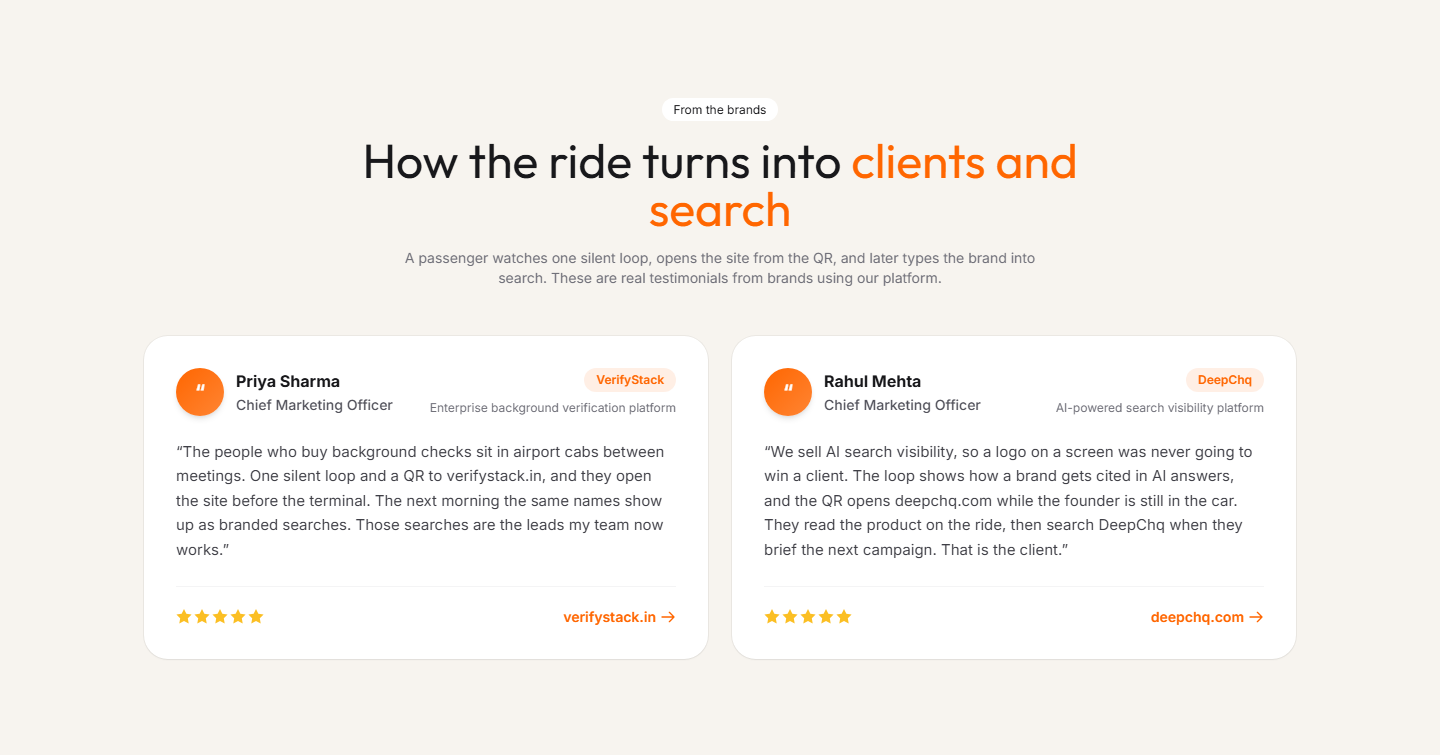 From the brands
How the ride turns into clients and
search
A passenger watches one silent loop, opens the site from the QR, and later types the brand into
search. These are real testimonials from brands using our platform.
“
Priya Sharma
Chief Marketing Officer
VerifyStack
Enterprise background verification platform
“The people who buy background checks sit in airport cabs between
meetings. One silent loop and a QR to verifystack.in, and they open
the site before the terminal. The next morning the same names show
up as branded searches. Those searches are the leads my team now
works.”
verifystack.in →
“
Rahul Mehta
Chief Marketing Officer
DeepChq
AI-powered search visibility platform
“We sell AI search visibility, so a logo on a screen was never going to
win a client. The loop shows how a brand gets cited in AI answers,
and the QR opens deepchq.com while the founder is still in the car.
They read the product on the ride, then search DeepChq when they
brief the next campaign. That is the client.”
deepchq.com →